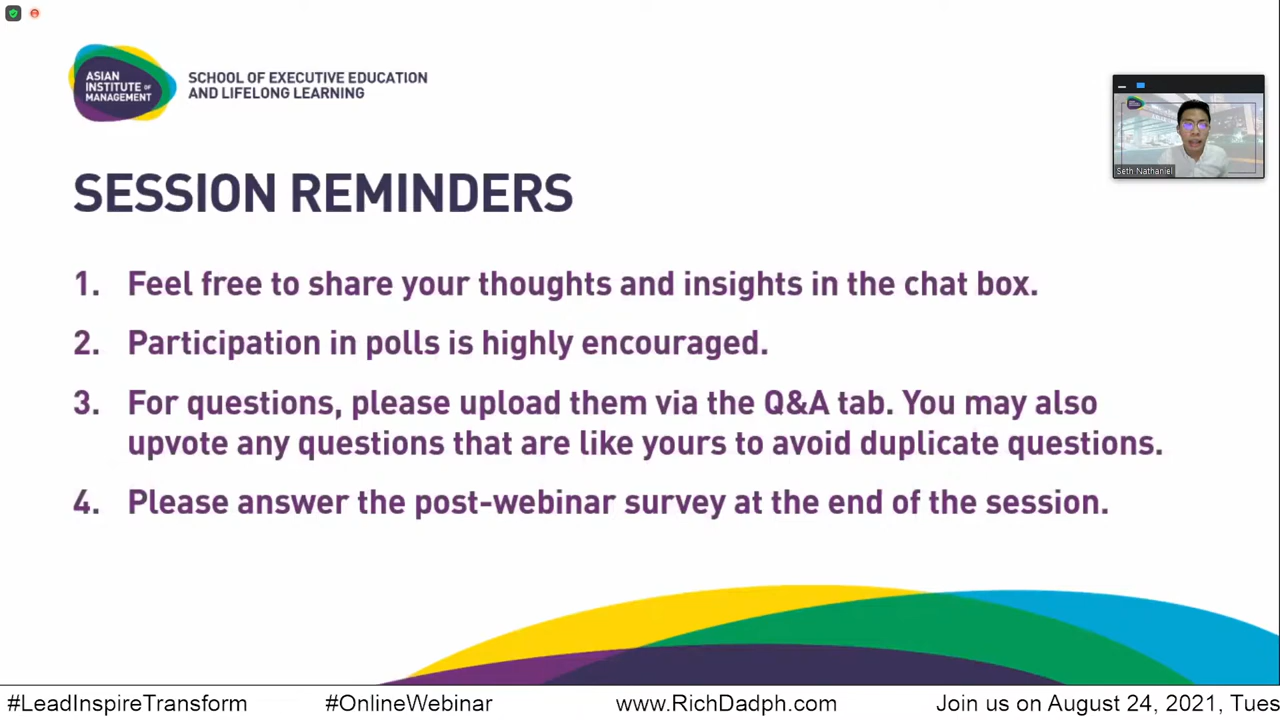 ASIAN
INSTITUTE OF
MANAGEMENT
SCHOOL OF EXECUTIVE EDUCATION
AND LIFELONG LEARNING
Seth Nathaniel
SESSION REMINDERS
1. Feel free to share your thoughts and insights in the chat box.
2. Participation in polls is highly encouraged.
3. For questions, please upload them via the Q&A tab. You may also
upvote any questions that are like yours to avoid duplicate questions.
4. Please answer the post-webinar survey at the end of the session.
#LeadInspireTransform #OnlineWebinar www.RichDadph.com Join us on August 24, 2021, Tues